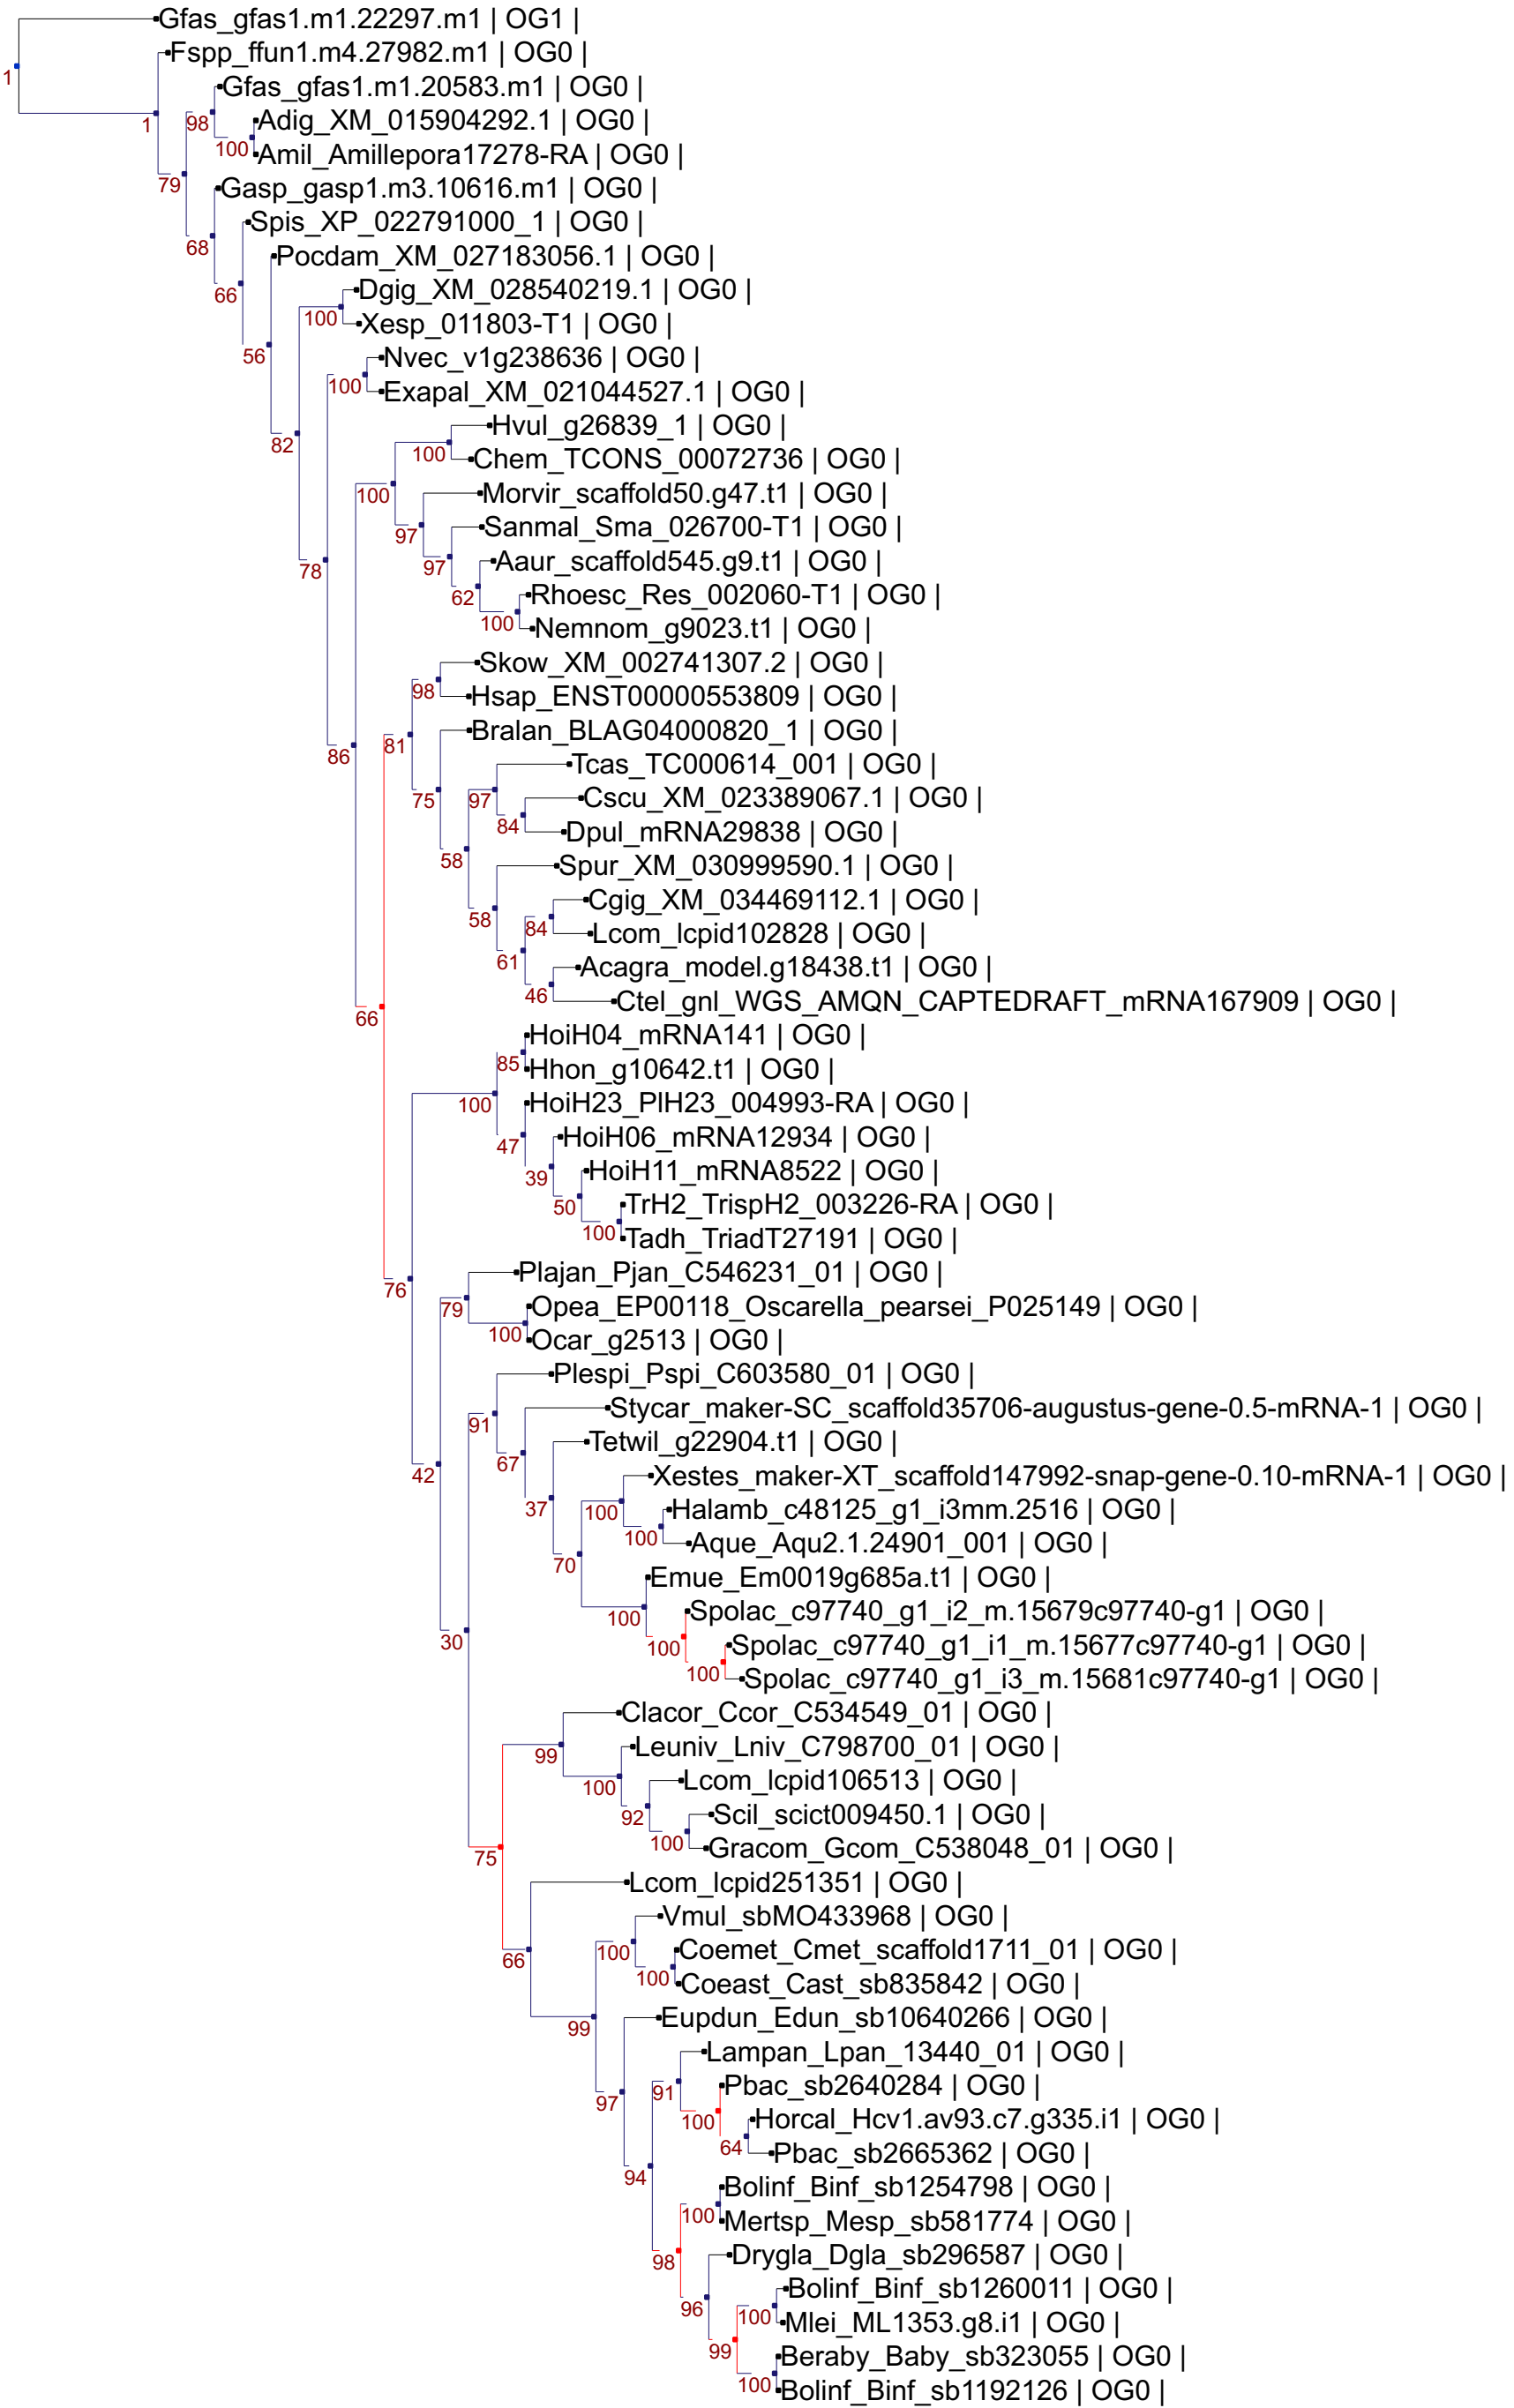 Gfas_gfas1.m1.22297.m1 | OG1 |
Fspp_ffun1.m4.27982.m1 | OG0 |
1
Gfas_gfas1.m1.20583.m1 | OG0 |
98
Adig_XM_015904292.1 | OG0 |
1
100
Amil_Amillepora17278-RA | OG0 |
79
Gasp_gasp1.m3.10616.m1 | OG0 |
Spis_XP_022791000_1 | OG0 |
68
Pocdam_XM_027183056.1 | OG0 |
66
Dgig_XM_028540219.1 | OG0 |
100
Xesp_011803-T1 | OG0 |
56
Nvec_v1g238636 | OG0 |
100
Exapal_XM_021044527.1 | OG0 |
82
Hvul_g26839_1 | OG0 |
100
Chem_TCONS_00072736 | OG0 |
100
Morvir_scaffold50.g47.t1 | OG0 |
97
Sanmal_Sma_026700-T1 | OG0 |
97
Aaur_scaffold545.g9.t1 | OG0 |
78
62
Rhoesc_Res_002060-T1 | OG0 |
100
Nemnom_g9023.t1 | OG0 |
Skow_XM_002741307.2 | OG0 |
98
Hsap_ENST00000553809 | OG0 |
Bralan_BLAG04000820_1 | OG0 |
81
86
Tcas_TC000614_001 | OG0 |
75
97
Cscu_XM_023389067.1 | OG0 |
84
Dpul_mRNA29838 | OG0 |
58
Spur_XM_030999590.1 | OG0 |
Cgig_XM_034469112.1 | OG0 |
58
84
Lcom_lcpid102828 | OG0 |
61
Acagra_model.g18438.t1 | OG0 |
46
Ctel_gnl_WGS_AMQN_CAPTEDRAFT_mRNA167909 | OG0 |
66
HoiH04_mRNA141 | OG0 |
85
Hhon_g10642.t1 | OG0 |
100
HoiH23_PlH23_004993-RA | OG0 |
47
HoiH06_mRNA12934 | OG0 |
39
HoiH11_mRNA8522 | OG0 |
50
TrH2_TrispH2_003226-RA | OG0 |
100
Tadh_TriadT27191 | OG0 |
Plajan_Pjan_C546231_01 | OG0 |
76
79
Opea_EP00118_Oscarella_pearsei_P025149 | OG0 |
100
Ocar_g2513 | OG0 |
Plespi_Pspi_C603580_01 | OG0 |
Stycar_maker-SC_scaffold35706-augustus-gene-0.5-mRNA-1 | OG0 |
91
Tetwil_g22904.t1 | OG0 |
67
42
Xestes_maker-XT_scaffold147992-snap-gene-0.10-mRNA-1 | OG0 |
37
100
Halamb_c48125_g1_i3mm.2516 | OG0 |
100
Aque_Aqu2.1.24901_001 | OG0 |
70
Emue_Em0019g685a.t1 | OG0 |
100
Spolac_c97740_g1_i2_m.15679c97740-g1 | OG0 |
30
100
Spolac_c97740_g1_i1_m.15677c97740-g1 | OG0 |
100
Spolac_c97740_g1_i3_m.15681c97740-g1 | OG0 |
Clacor_Ccor_C534549_01 | OG0 |
99
Leuniv_Lniv_C798700_01 | OG0 |
100
Lcom_lcpid106513 | OG0 |
92
Scil_scict009450.1 | OG0 |
100
Gracom_Gcom_C538048_01 | OG0 |
75
Lcom_lcpid251351 | OG0 |
Vmul_sbMO433968 | OG0 |
100
Coemet_Cmet_scaffold1711_01 | OG0 |
66
100
Coeast_Cast_sb835842 | OG0 |
Eupdun_Edun_sb10640266 | OG0 |
99
Lampan_Lpan_13440_01 | OG0 |
Pbac_sb2640284 | OG0 |
91
97
100
Horcal_Hcv1.av93.c7.g335.i1 | OG0 |
64
Pbac_sb2665362 | OG0 |
94
Bolinf_Binf_sb1254798 | OG0 |
100
Mertsp_Mesp_sb581774 | OG0 |
98
Drygla_Dgla_sb296587 | OG0 |
Bolinf_Binf_sb1260011 | OG0 |
96
100
Mlei_ML1353.g8.i1 | OG0 |
99
Beraby_Baby_sb323055 | OG0 |
100
Bolinf_Binf_sb1192126 | OG0 |